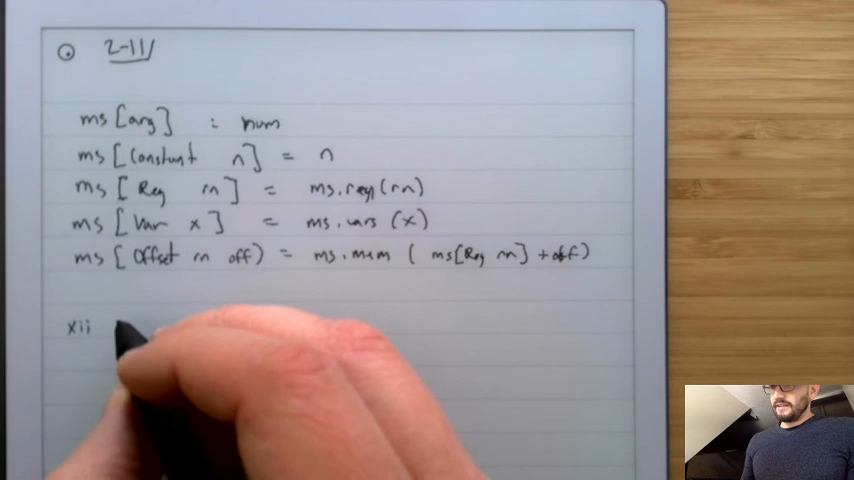 2-11/
ms [arg] : num
ms [Constant n] = n
ms [Reg rn] = ms.reg(rn)
ms [Var x] = ms.vars (x)
ms [Offset rn off) = ms.mem ( ms[Reg rn] + off)
xii